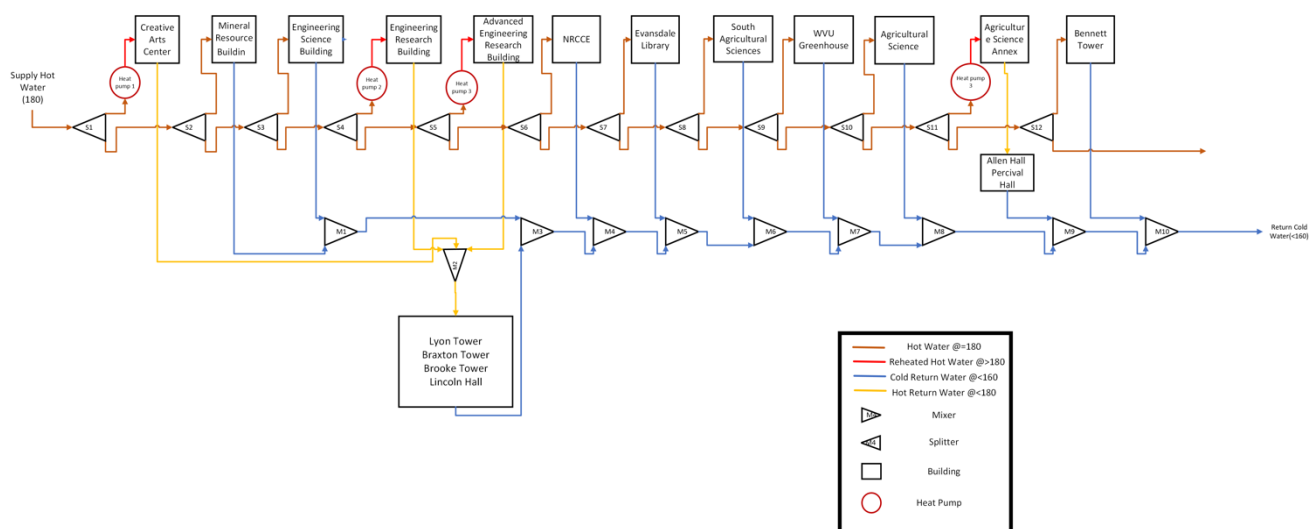 Creative
Arts
Center
Mineral
Resource
Buildin
Engineering
Science
Building
Engineering
Research
Building
Advanced
Engineering
Research
Building
NRCCE
Evansdale
Library
South
Agricultural
Sciences
WVU
Greenhouse
Agricultural
Science
Agricultur
e Science
Annex
Bennett
Tower
Supply Hot
Water
(180)
Heat
pump 1
Heat
pump 2
Heat
pump 3
Heat
pump
3
S1
S2
S3
S4
S5
S6
S7
S8
S9
S10
S11
S12
Allen Hall
Percival
Hall
M1
M3
M4
M5
M6
M7
M8
M9
M10
Return Cold
Water(<160)
M2
Lyon Tower
Braxton Tower
Brooke Tower
Lincoln Hall
Hot Water @=180
Reheated Hot Water @>180
Cold Return Water @<160
Hot Return Water @<180
Mixer
M4
Splitter
Building
Heat Pump